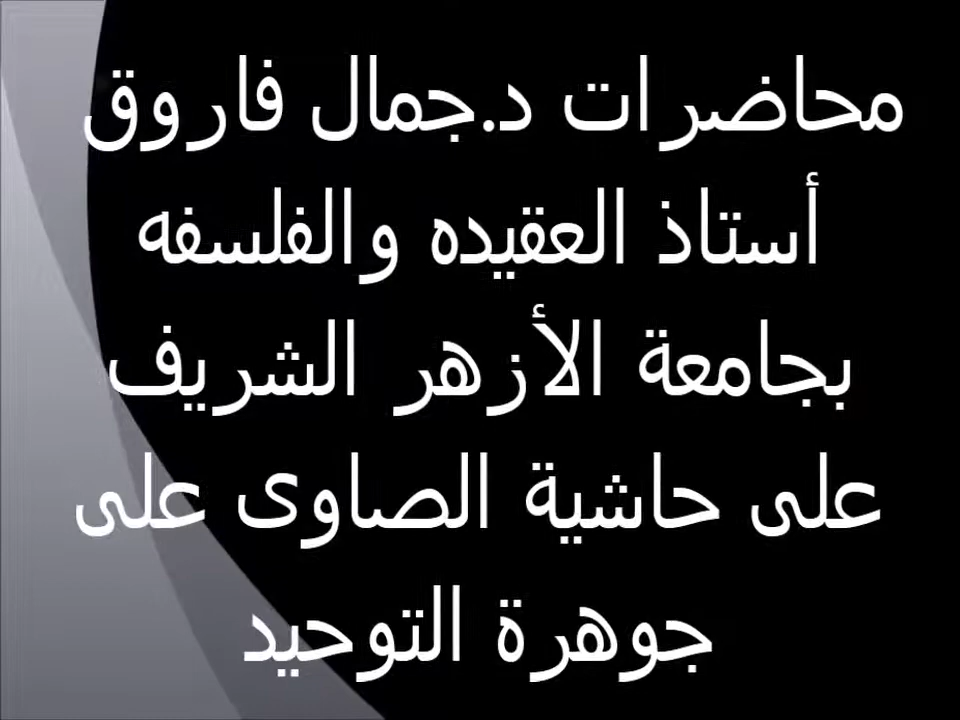 محاضرات د.جمال فاروق
أستاذ العقيده والفلسفه
بجامعة الأزهر الشريف
على حاشية الصاوى على
جوهرة التوحيد